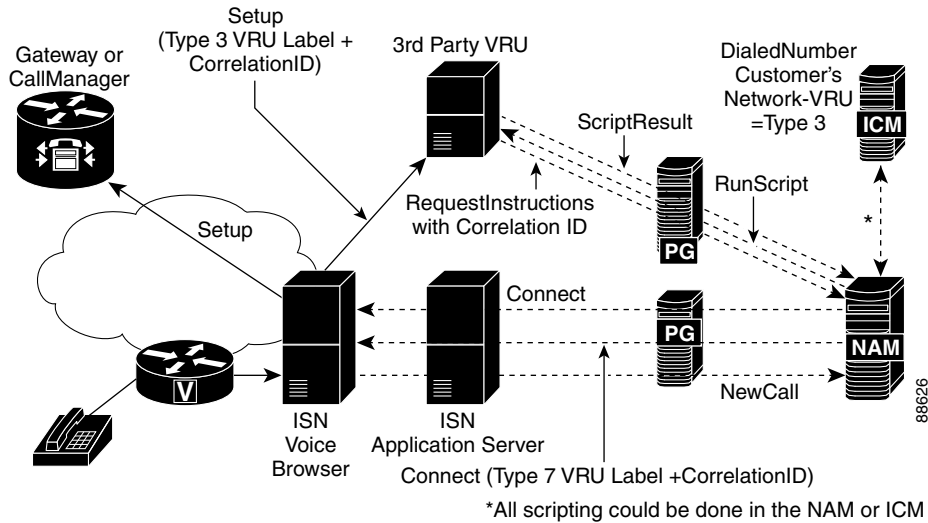 Setup
(Type 3 VRU Label +
CorrelationID)
Gateway or
CallManager
3rd Party VRU
DialedNumber
Customer's
Network-VRU
=Type 3
ICM
ScriptResult
RunScript
RequestInstructions
with Correlation ID
PG
*
Setup
Connect
PG
NAM
V
NewCall
ISN
Voice
Browser
ISN
Application Server
Connect (Type 7 VRU Label +CorrelationID)
*All scripting could be done in the NAM or ICM
88626